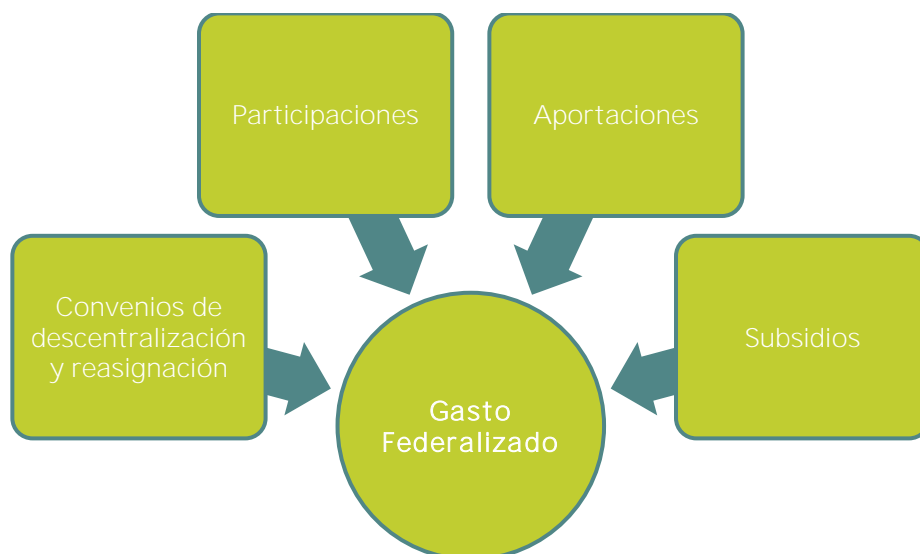 Participaciones
Aportaciones
Convenios de
descentralización
y reasignación
Subsidios
Gasto
Federalizado